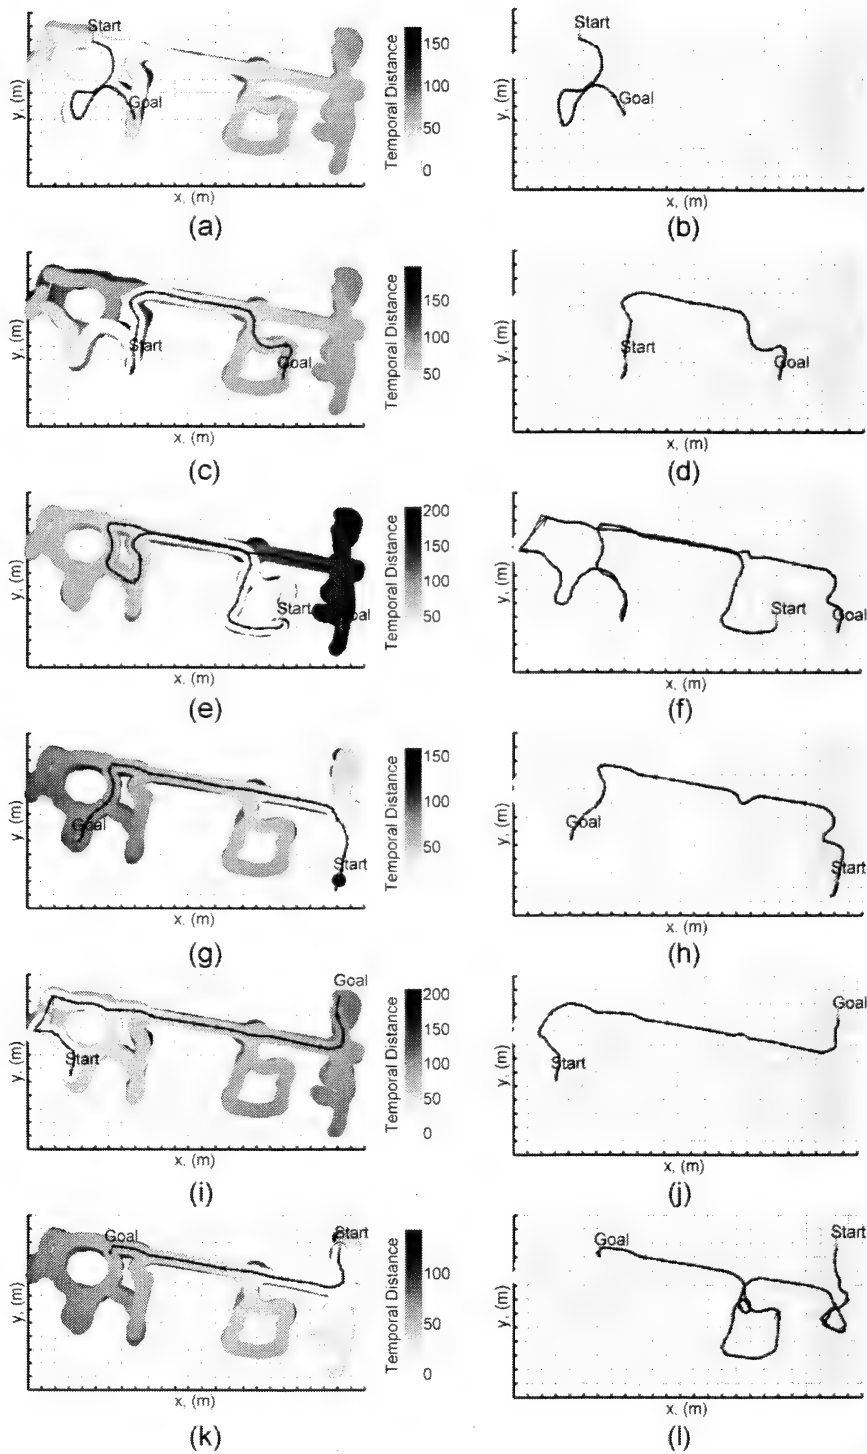 Start
Goal
y, (m)
x, (m)
Temporal Distance
150
100
50
0
(a)
Start
Goal
y, (m)
x, (m)
(b)
Start
Goal
y, (m)
x, (m)
Temporal Distance
150
100
50
(c)
Start
Goal
y, (m)
x, (m)
(d)
Start
Goal
y, (m)
x, (m)
Temporal Distance
200
150
100
50
(e)
Start
Goal
y, (m)
x, (m)
(f)
Goal
Start
y, (m)
x, (m)
Temporal Distance
150
100
50
(g)
Goal
Start
y, (m)
x, (m)
(h)
Goal
Start
y, (m)
x, (m)
Temporal Distance
200
150
100
50
0
(i)
Goal
Start
y, (m)
x, (m)
(j)
Goal
Start
y, (m)
x, (m)
Temporal Distance
100
50
0
(k)
Goal
Start
y, (m)
x, (m)
(l)